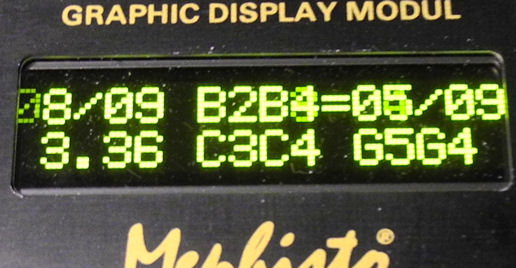 GRAPHIC DISPLAY MODUL
08/09 B2B4=05/09
3.36 C3C4 G5G4
Mephisto®